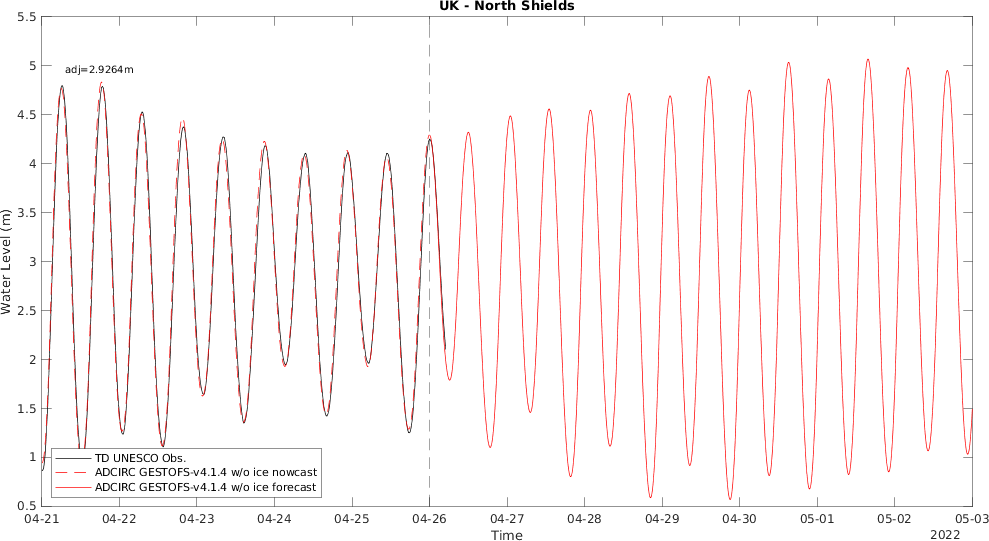 UK - North Shields
adj=2.9264m
5.5
5
4.5
4
3.5
3
2.5
2
1.5
1
0.5
Water Level (m)
TD UNESCO Obs.
ADCIRC GESTOFS-v4.1.4 w/o ice nowcast
ADCIRC GESTOFS-v4.1.4 w/o ice forecast
04-21 04-22 04-23 04-24 04-25 04-26 04-27 04-28 04-29 04-30 05-01 05-02 05-03
Time
2022